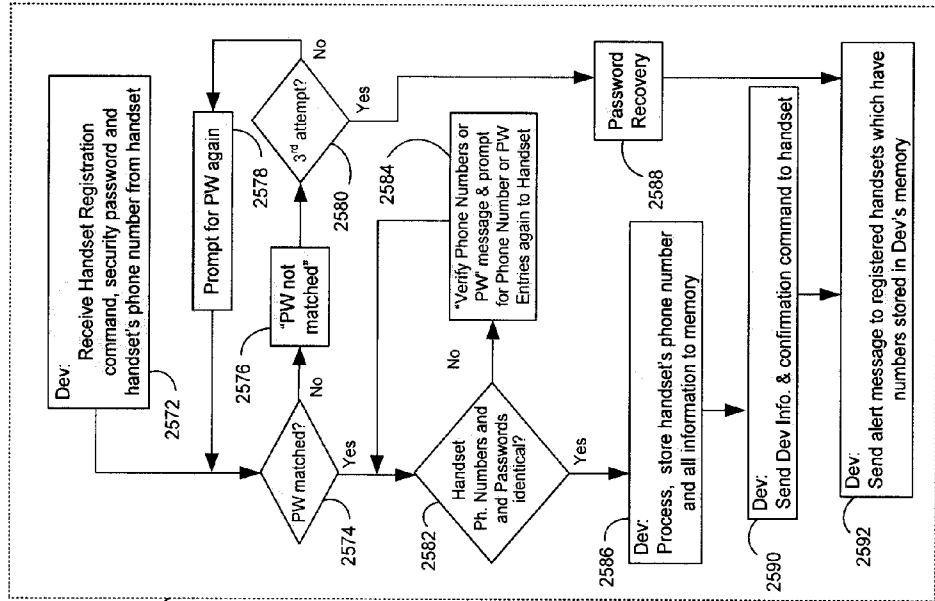 Dev:
Receive Handset Registration
command, security password and
handset's phone number from handset
2572
PW matched?
2574
No
Yes
"PW not
matched"
2576
Prompt for PW again
2578
3rd attempt?
2580
No
Yes
Handset
Ph. Numbers and
and Passwords
identical?
2582
No
Yes
"Verify Phone Numbers or
PW" message & prompt
for Phone Number or PW
Entries again to Handset
2584
Dev:
Process, store handset's phone number
and all information to memory
2586
Password
Recovery
2588
Dev:
Send Dev Info. & confirmation command to handset
2590
Dev:
Send alert message to registered handsets which have
numbers stored in Dev's memory
2592